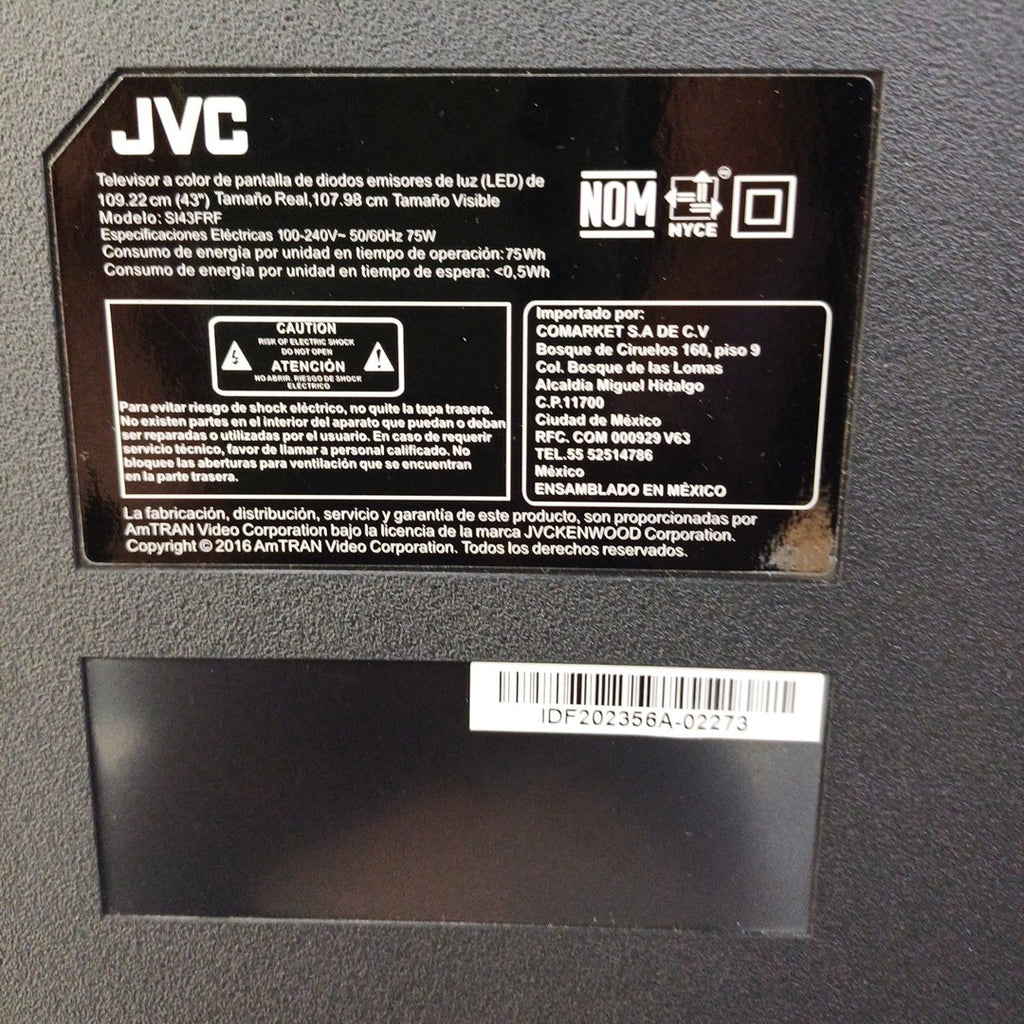 JVC
Televisor a color de pantalla de diodos emisores de luz (LED) de
109.22 cm (43") Tamaño Real,107.98 cm Tamaño Visible
Modelo: SI43FRF
Especificaciones Eléctricas 100-240V~ 50/60Hz 75W
Consumo de energía por unidad en tiempo de operación:75Wh
Consumo de energía por unidad en tiempo de espera: <0,5Wh
NOM
NYCE
CAUTION
RISK OF ELECTRIC SHOCK
DO NOT OPEN
ATENCIÓN
NO ABRIR. RIESGO DE SHOCK
ELECTRICO
Para evitar riesgo de shock eléctrico, no quite la tapa trasera.
No existen partes en el interior del aparato que puedan o deban
ser reparadas o utilizadas por el usuario. En caso de requerir
servicio técnico, favor de llamar a personal calificado. No
bloquee las aberturas para ventilación que se encuentran
en la parte trasera.
Importado por:
COMARKET S.A DE C.V
Bosque de Ciruelos 160, piso 9
Col. Bosque de las Lomas
Alcaldía Miguel Hidalgo
C.P.11700
Ciudad de México
RFC. COM 000929 V63
TEL.55 52514786
México
ENSAMBLADO EN MÉXICO
La fabricación, distribución, servicio y garantía de este producto, son proporcionadas por
AmTRAN Video Corporation bajo la licencia de la marca JVCKENWOOD Corporation.
Copyright © 2016 AmTRAN Video Corporation. Todos los derechos reservados.
IDF202356A-02273